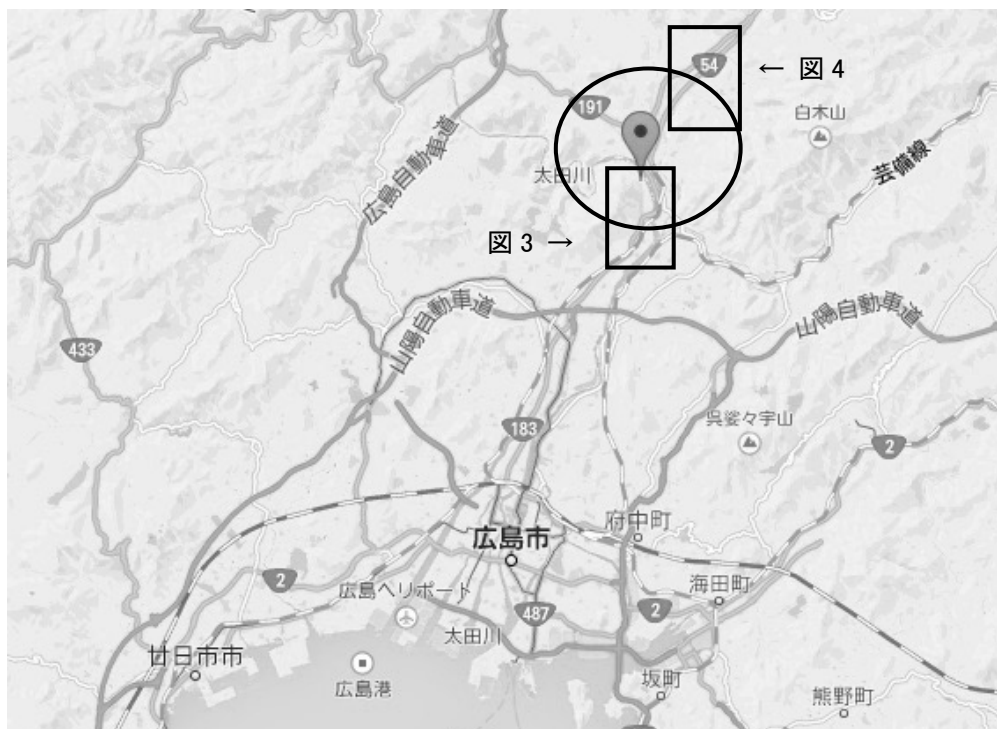 54
← 図 4
191
白木山
広島自動車道
太田川
芸備線
図 3 →
山陽自動車道
山陽自動車道
433
呉娑々宇山
183
2
府中町
広島市
2
広島ヘリポート
海田町
487
2
太田川
廿日市市
広島港
坂町
熊野町